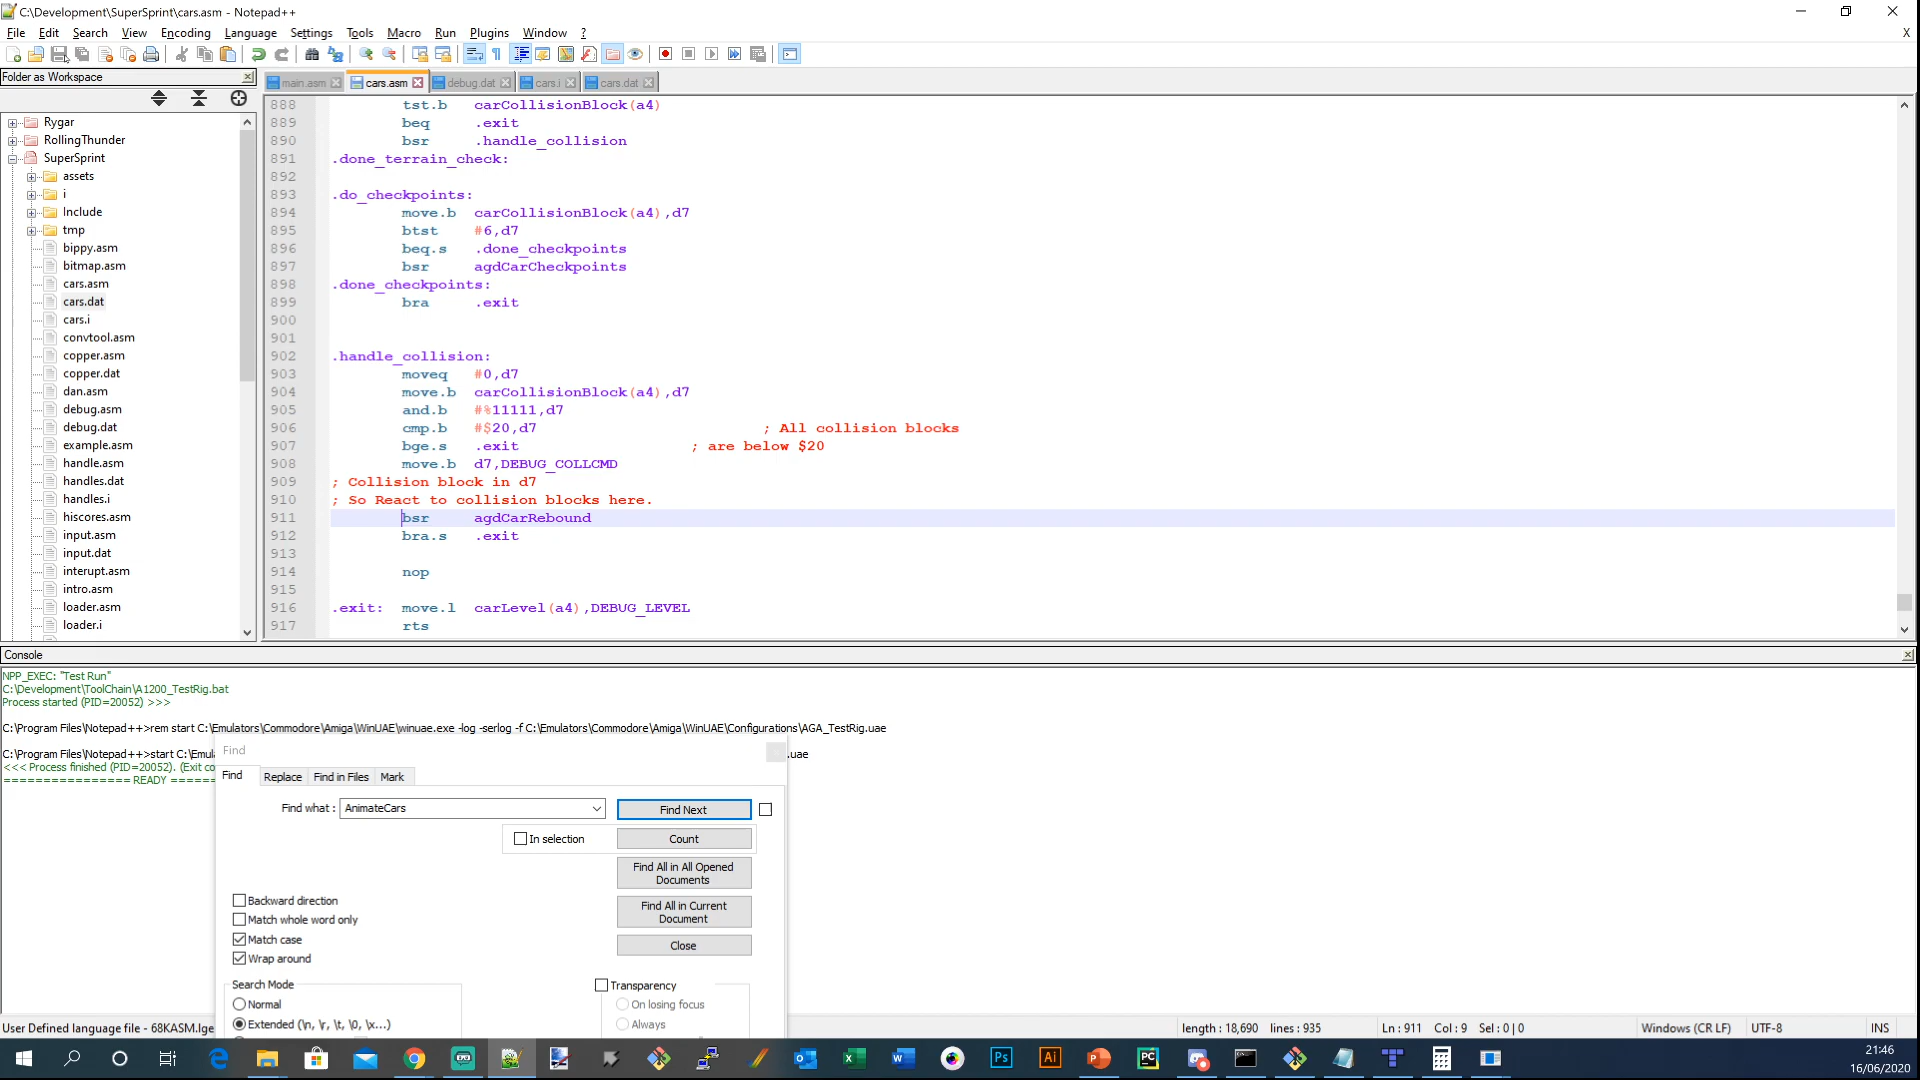 C:\Development\SuperSprint\cars.asm - Notepad++
File Edit Search View Encoding Language Settings Tools Macro Run Plugins Window ? X
Folder as Workspace
main.asm cars.asm debug.dat cars.i cars.dat
Rygar
RollingThunder
SuperSprint
assets
i
Include
tmp
bippy.asm
bitmap.asm
cars.asm
cars.dat
cars.i
convtool.asm
copper.asm
copper.dat
dan.asm
debug.asm
debug.dat
example.asm
handle.asm
handles.dat
handles.i
hiscores.asm
input.asm
input.dat
interupt.asm
intro.asm
loader.asm
loader.i
888 tst.b carCollisionBlock(a4)
889 beq .exit
890 bsr .handle_collision
891 .done_terrain_check:
892
893 .do_checkpoints:
894 move.b carCollisionBlock(a4),d7
895 btst #6,d7
896 beq.s .done_checkpoints
897 bsr agdCarCheckpoints
898 .done_checkpoints:
899 bra .exit
900
901
902 .handle_collision:
903 moveq #0,d7
904 move.b carCollisionBlock(a4),d7
905 and.b #%11111,d7
906 cmp.b #$20,d7 ; All collision blocks
907 bge.s .exit ; are below $20
908 move.b d7,DEBUG_COLLCMD
909 ; Collision block in d7
910 ; So React to collision blocks here.
911 bsr agdCarRebound
912 bra.s .exit
913
914 nop
915
916 .exit: move.l carLevel(a4),DEBUG_LEVEL
917 rts
Console
NPP_EXEC: "Test Run"
C:\Development\ToolChain\A1200_TestRig.bat
Process started (PID=20052) >>>
C:\Program Files\Notepad++>rem start C:\Emulators\Commodore\Amiga\WinUAE\winuae.exe -log -serlog -f C:\Emulators\Commodore\Amiga\WinUAE\Configurations\AGA_TestRig.uae
C:\Program Files\Notepad++>start C:\Emul .uae
<<< Process finished (PID=20052). (Exit co
================ READY ======
Find
Find Replace Find in Files Mark
Find what : AnimateCars Find Next
In selection Count
Find All in All Opened
Documents
Find All in Current
Document
Close
Backward direction
Match whole word only
Match case
Wrap around
Search Mode
Normal
Extended (\n, \r, \t, \0, \x...)
Transparency
On losing focus
Always
User Defined language file - 68KASM.lge length : 18,690 lines : 935 Ln : 911 Col : 9 Sel : 0 | 0 Windows (CR LF) UTF-8 INS
21:46
16/06/2020